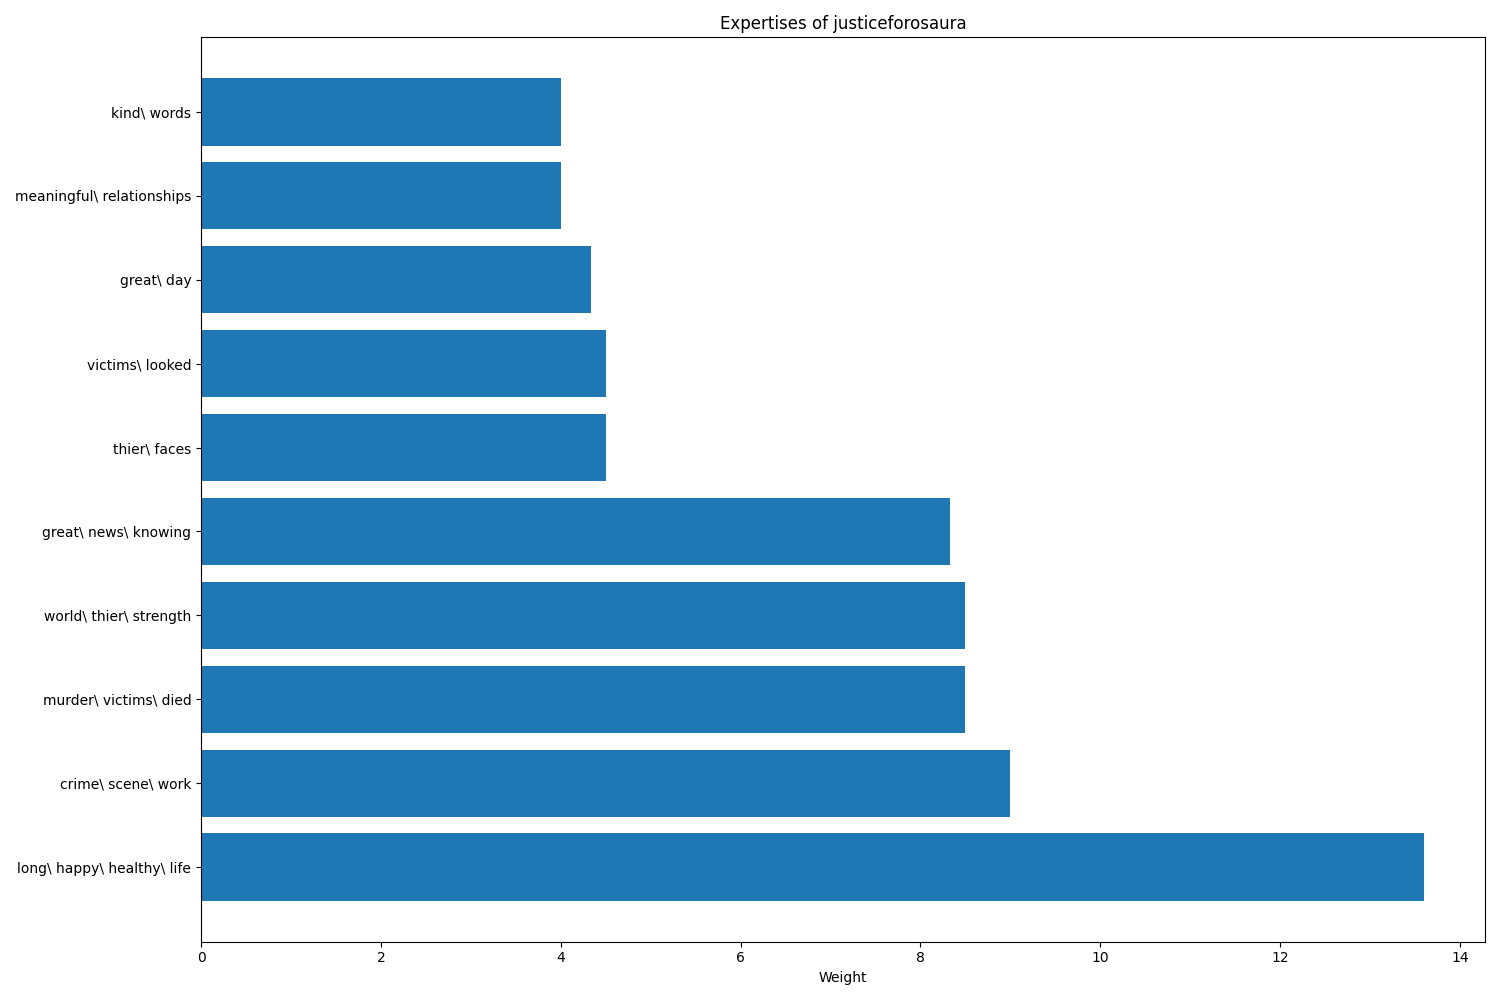 Expertises of justiceforosaura
kind\ words
meaningful\ relationships
great\ day
victims\ looked
thier\ faces
great\ news\ knowing
world\ thier\ strength
murder\ victims\ died
crime\ scene\ work
long\ happy\ healthy\ life
0 2 4 6 8 10 12 14
Weight